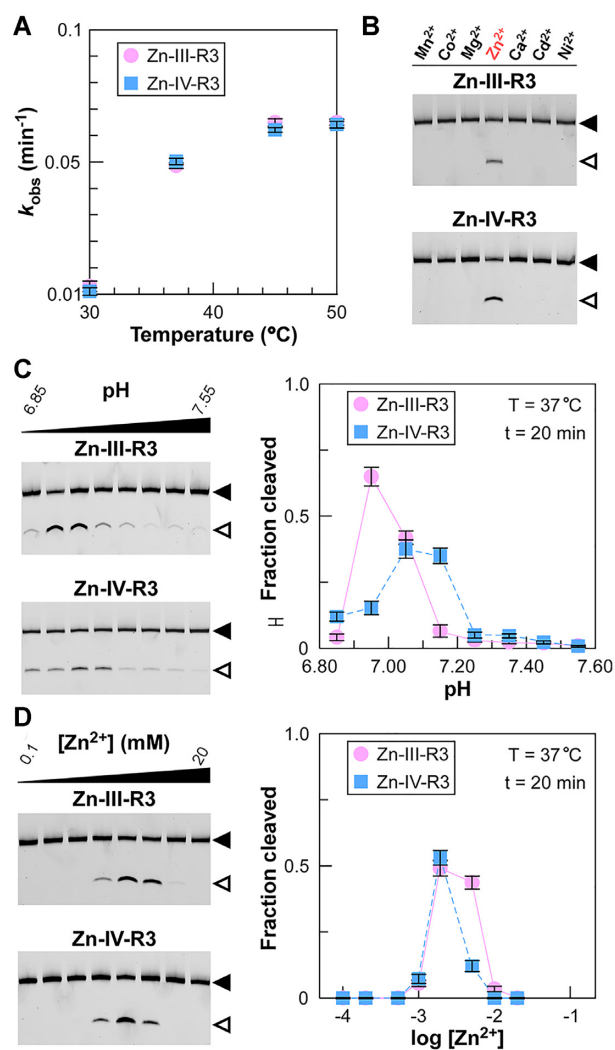 A
0.1
0.05
0.01
k obs (min⁻¹)
Zn-III-R3
Zn-IV-R3
30
40
50
Temperature (°C)
B
Mn²⁺ Co²⁺ Mg²⁺ Zn²⁺ Ca²⁺ Cd²⁺ Ni²⁺
Zn-III-R3
Zn-IV-R3
C
pH
6.85
7.55
Zn-III-R3
Zn-IV-R3
Fraction cleaved
H
1.0
0.5
0
Zn-III-R3
Zn-IV-R3
T = 37 °C
t = 20 min
6.80 7.00 7.20 7.40 7.60
pH
D
[Zn²⁺] (mM)
0.1
20
Zn-III-R3
Zn-IV-R3
Fraction cleaved
1.0
0.5
0
Zn-III-R3
Zn-IV-R3
T = 37 °C
t = 20 min
-4 -3 -2 -1
log [Zn²⁺]